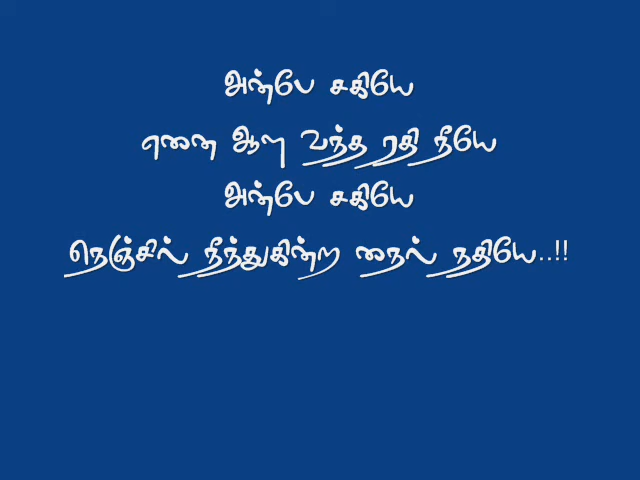 அன்பே சகியே
எனை ஆள வந்த ரதி நீயே
அன்பே சகியே
நெஞ்சில் நீந்துகின்ற நைல் நதியே..!!